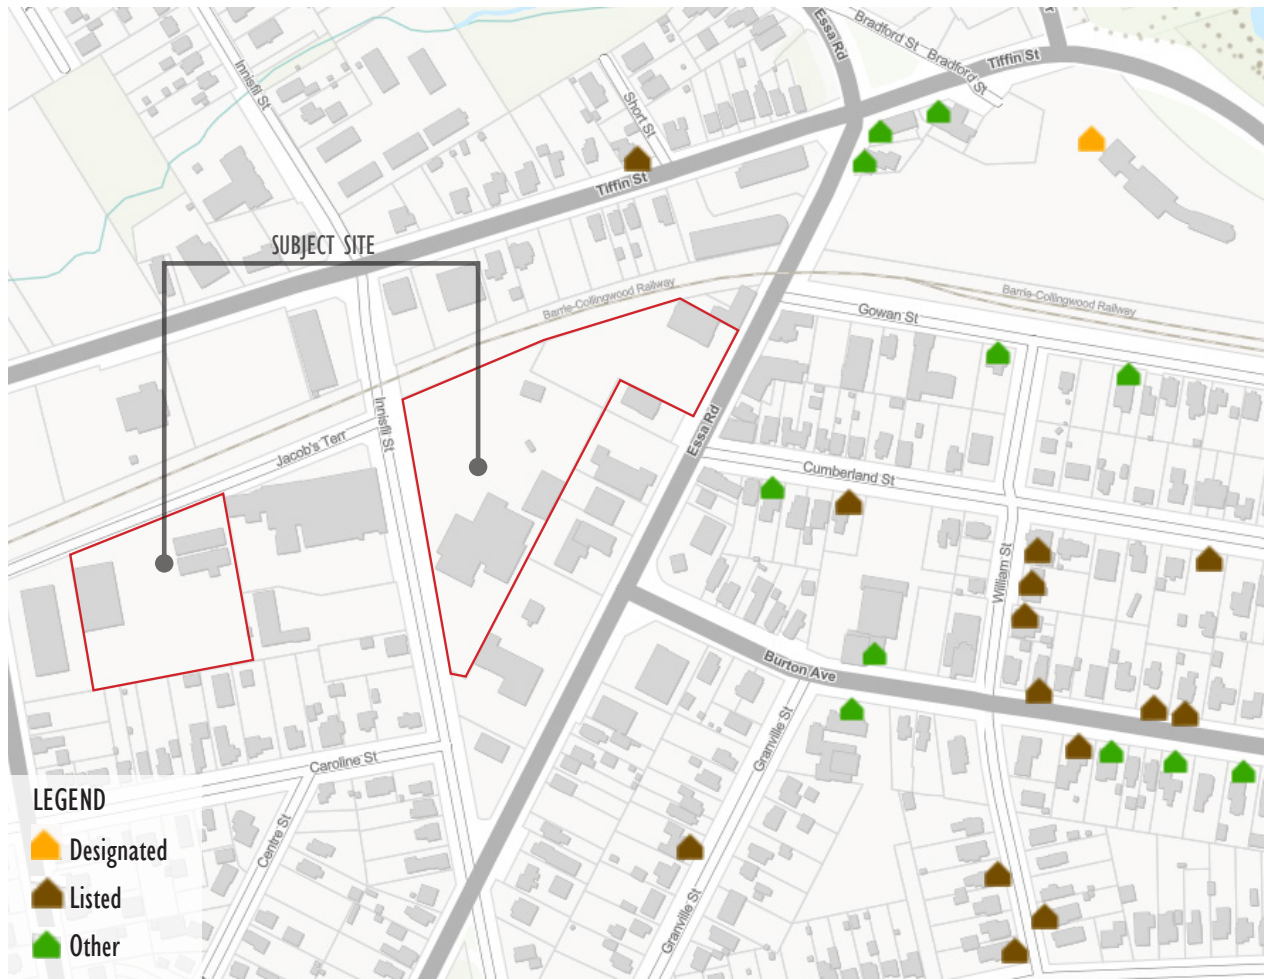 Essa Rd
Bradford St
Bradford St
Tiffin St
Innisfil St
Short St
Tiffin St
SUBJECT SITE
Barrie-Collingwood Railway
Barrie-Collingwood Railway
Gowan St
Innisfil St
Essa Rd
Jacob's Terr
Cumberland St
William St
Burton Ave
Granville St
Caroline St
Centre St
Granville St
LEGEND
Designated
Listed
Other